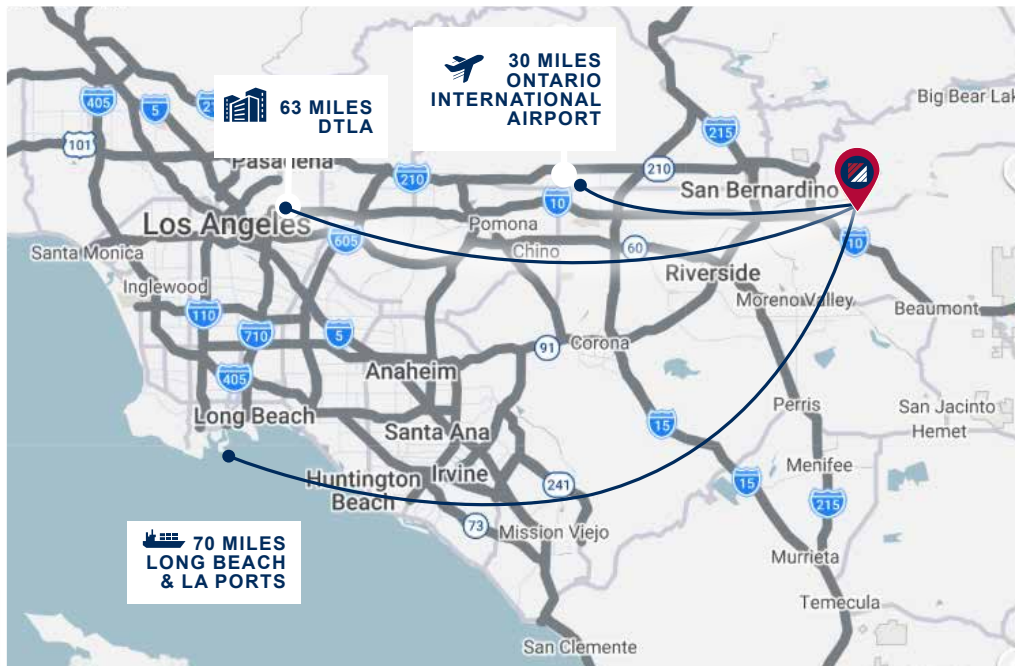 30 MILES
ONTARIO
INTERNATIONAL
AIRPORT
63 MILES
DTLA
405
5
101
Pasadena
210
210
215
Big Bear Lak
San Bernardino
10
Pomona
Los Angeles
605
Chino
60
10
Santa Monica
Riverside
Inglewood
Moreno Valley
Beaumont
110
710
5
91
Corona
405
Anaheim
Long Beach
Perris
San Jacinto
15
Hemet
Santa Ana
Menifee
Irvine
Huntington
Beach
241
15
215
73
Mission Viejo
70 MILES
LONG BEACH
& LA PORTS
Murrieta
Temecula
San Clemente